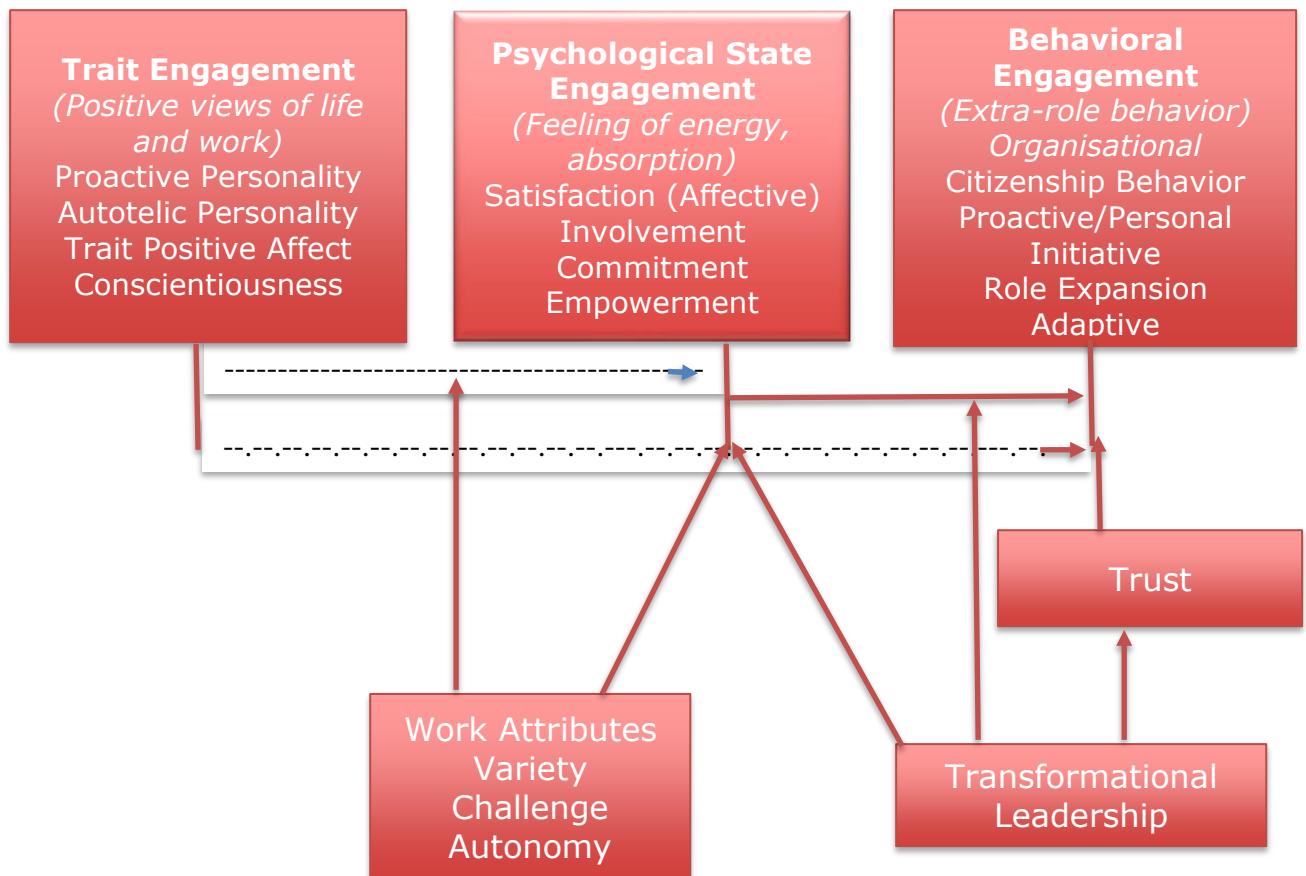 Trait Engagement
(Positive views of life
and work)
Proactive Personality
Autotelic Personality
Trait Positive Affect
Conscientiousness
Psychological State
Engagement
(Feeling of energy,
absorption)
Satisfaction (Affective)
Involvement
Commitment
Empowerment
Behavioral
Engagement
(Extra-role behavior)
Organisational
Citizenship Behavior
Proactive/Personal
Initiative
Role Expansion
Adaptive
Trust
Work Attributes
Variety
Challenge
Autonomy
Transformational
Leadership